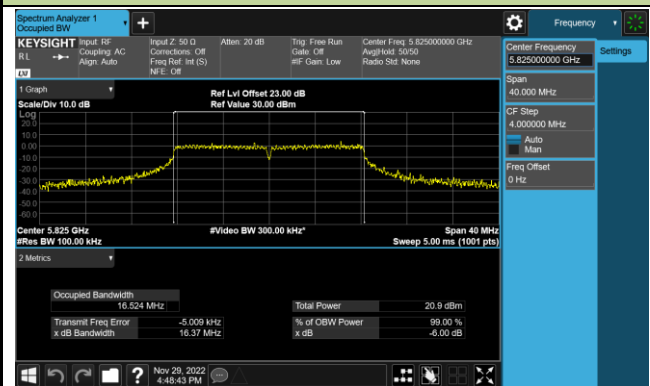 Spectrum Analyzer 1
Occupied BW
Frequency
KEYSIGHT
Input: RF
Coupling: AC
Align: Auto
Input Z: 50 Ω
Corrections: Off
Freq Ref: Int (S)
NFE: Off
Atten: 20 dB
Trig: Free Run
Gate: Off
#IF Gain: Low
Center Freq: 5.825000000 GHz
Avg|Hold: 50/50
Radio Std: None
R L
LXI
Center Frequency
5.825000000 GHz
Settings
Span
40.000 MHz
CF Step
4.000000 MHz
Auto
Man
Freq Offset
0 Hz
1 Graph
Scale/Div 10.0 dB
Ref Lvl Offset 23.00 dB
Ref Value 30.00 dBm
Log
20.0
10.0
0.00
-10.0
-20.0
-30.0
-40.0
-50.0
-60.0
Center 5.825 GHz
#Res BW 100.00 kHz
#Video BW 300.00 kHz*
Span 40 MHz
Sweep 5.00 ms (1001 pts)
2 Metrics
Occupied Bandwidth
16.524 MHz
Total Power 20.9 dBm
Transmit Freq Error -5.009 kHz
% of OBW Power 99.00 %
x dB Bandwidth 16.37 MHz
x dB -6.00 dB
?
Nov 29, 2022
4:48:43 PM